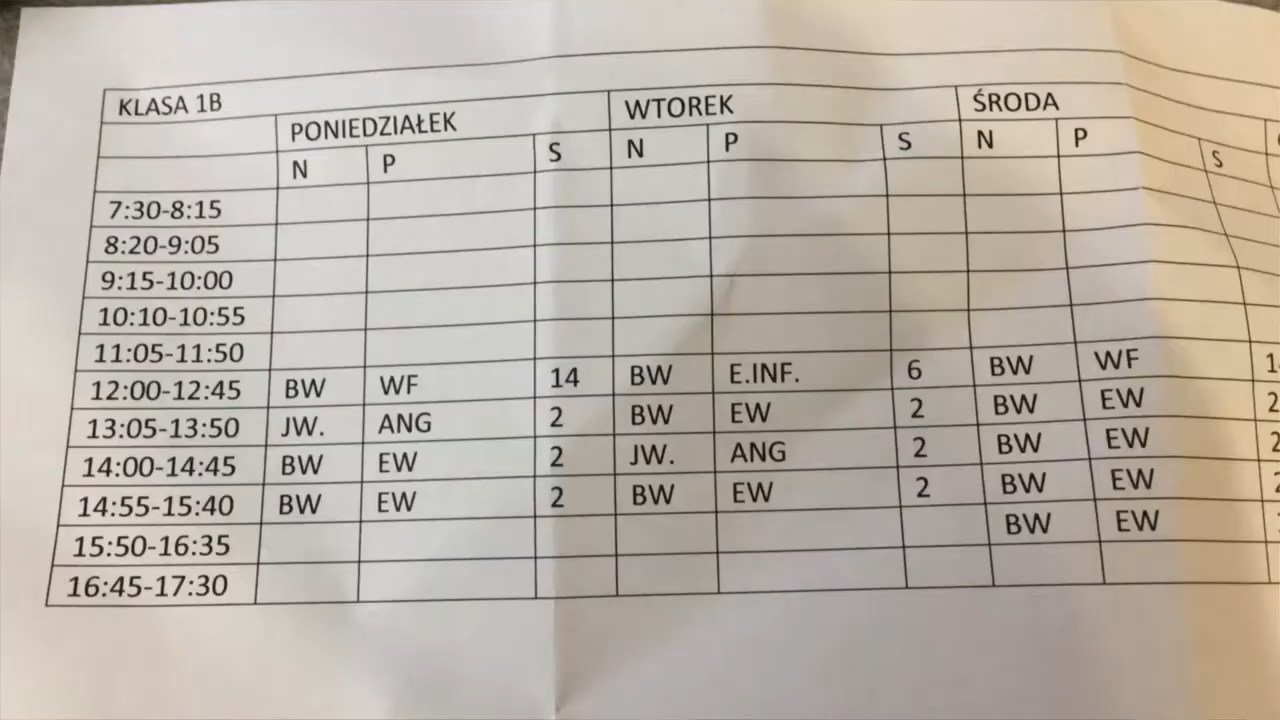 KLASA 1B
PONIEDZIAŁEK WTOREK ŚRODA
N P S N P S N P S
7:30-8:15
8:20-9:05
9:15-10:00
10:10-10:55
11:05-11:50
12:00-12:45 BW WF 14 BW E.INF. 6 BW WF
13:05-13:50 JW. ANG 2 BW EW 2 BW EW 2
14:00-14:45 BW EW 2 JW. ANG 2 BW EW 2
14:55-15:40 BW EW 2 BW EW 2 BW EW 2
15:50-16:35 BW EW
16:45-17:30